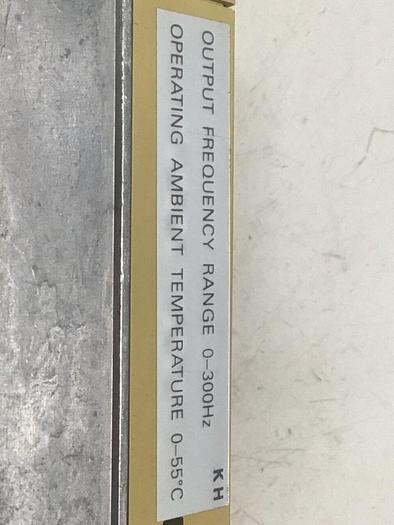 OUTPUT FREQUENCY RANGE 0–300Hz
OPERATING AMBIENT TEMPERATURE 0–55°C
KH